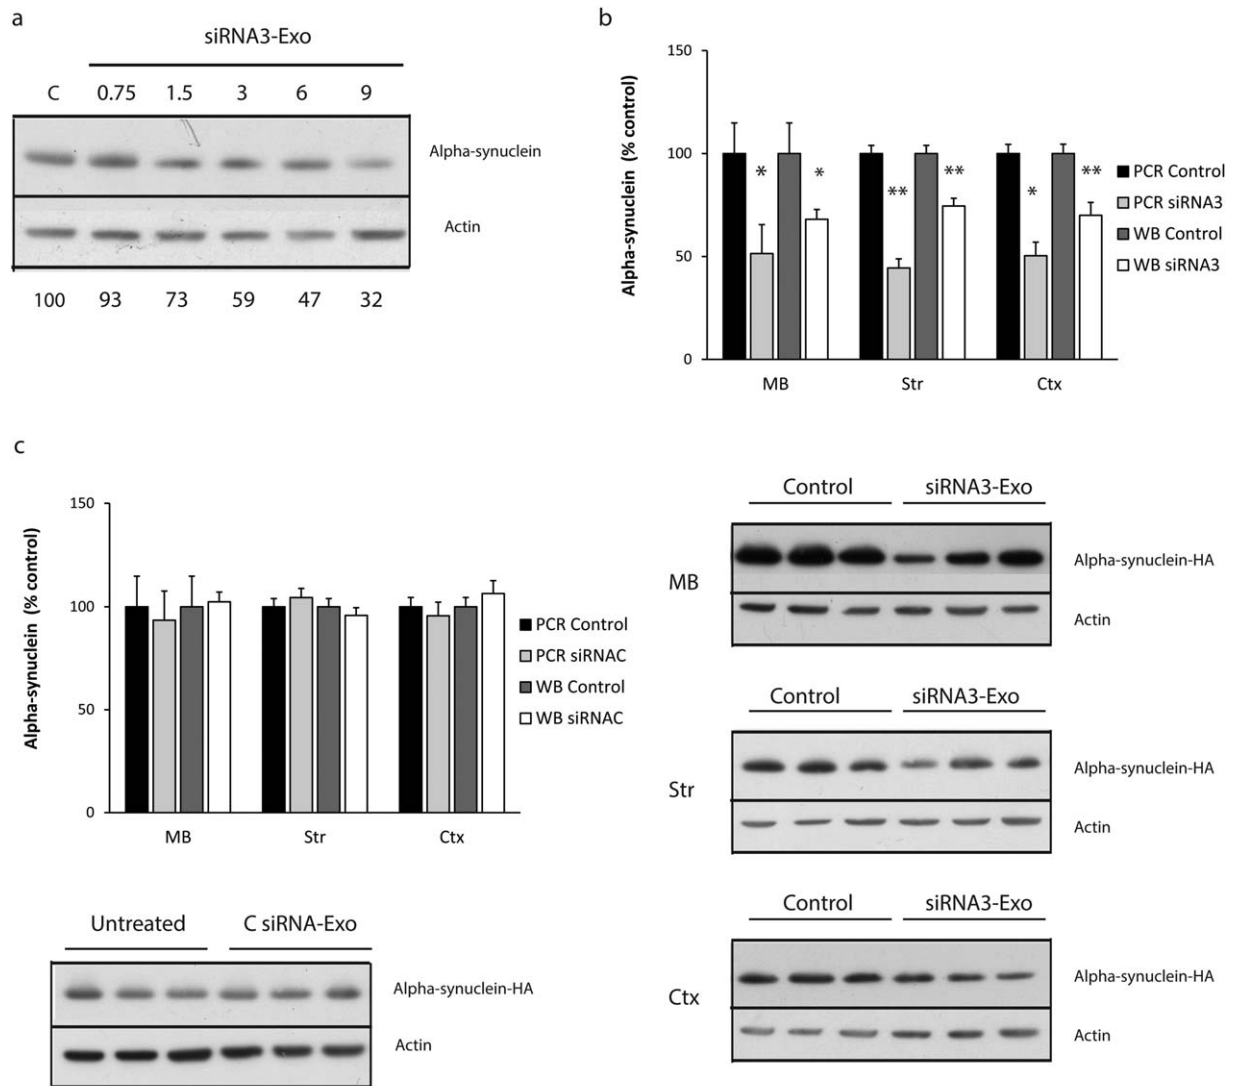 a
siRNA3-Exo
C 0.75 1.5 3 6 9
Alpha-synuclein
Actin
100 93 73 59 47 32
b
Alpha-synuclein (% control)
150
100
50
0
* * ** ** * **
MB Str Ctx
PCR Control
PCR siRNA3
WB Control
WB siRNA3
c
Alpha-synuclein (% control)
150
100
50
0
MB Str Ctx
PCR Control
PCR siRNAC
WB Control
WB siRNAC
Untreated C siRNA-Exo
Alpha-synuclein-HA
Actin
Control siRNA3-Exo
MB
Alpha-synuclein-HA
Actin
Control siRNA3-Exo
Str
Alpha-synuclein-HA
Actin
Control siRNA3-Exo
Ctx
Alpha-synuclein-HA
Actin